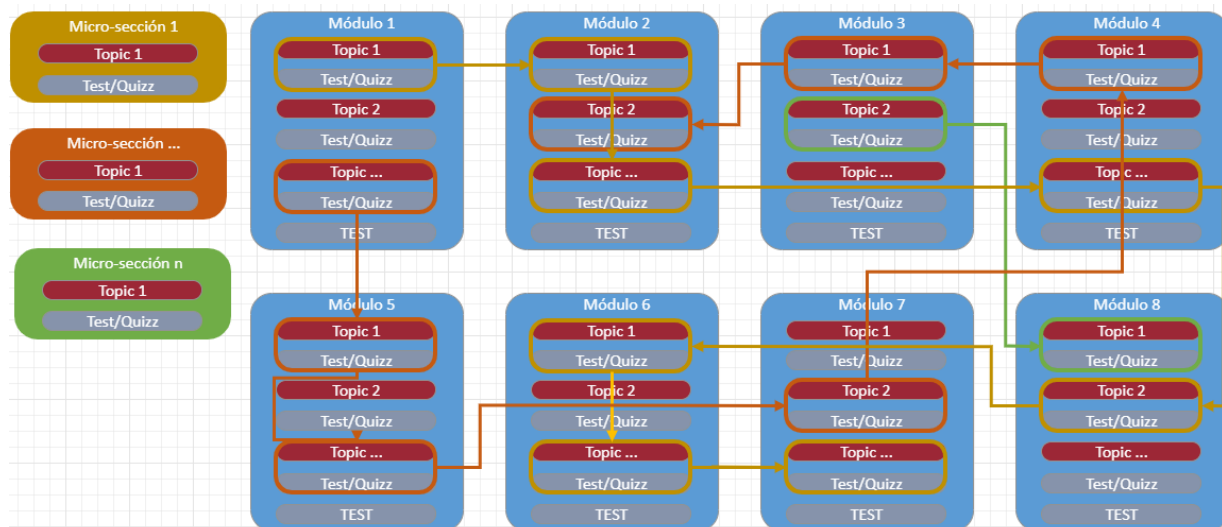 Micro-sección 1
Topic 1
Test/Quizz
Micro-sección ...
Topic 1
Test/Quizz
Micro-sección n
Topic 1
Test/Quizz
Módulo 1
Topic 1
Test/Quizz
Topic 2
Test/Quizz
Topic ...
Test/Quizz
TEST
Módulo 2
Topic 1
Test/Quizz
Topic 2
Test/Quizz
Topic ...
Test/Quizz
TEST
Módulo 3
Topic 1
Test/Quizz
Topic 2
Test/Quizz
Topic ...
Test/Quizz
TEST
Módulo 4
Topic 1
Test/Quizz
Topic 2
Test/Quizz
Topic ...
Test/Quizz
TEST
Módulo 5
Topic 1
Test/Quizz
Topic 2
Test/Quizz
Topic ...
Test/Quizz
TEST
Módulo 6
Topic 1
Test/Quizz
Topic 2
Test/Quizz
Topic ...
Test/Quizz
TEST
Módulo 7
Topic 1
Test/Quizz
Topic 2
Test/Quizz
Topic ...
Test/Quizz
TEST
Módulo 8
Topic 1
Test/Quizz
Topic 2
Test/Quizz
Topic ...
Test/Quizz
TEST